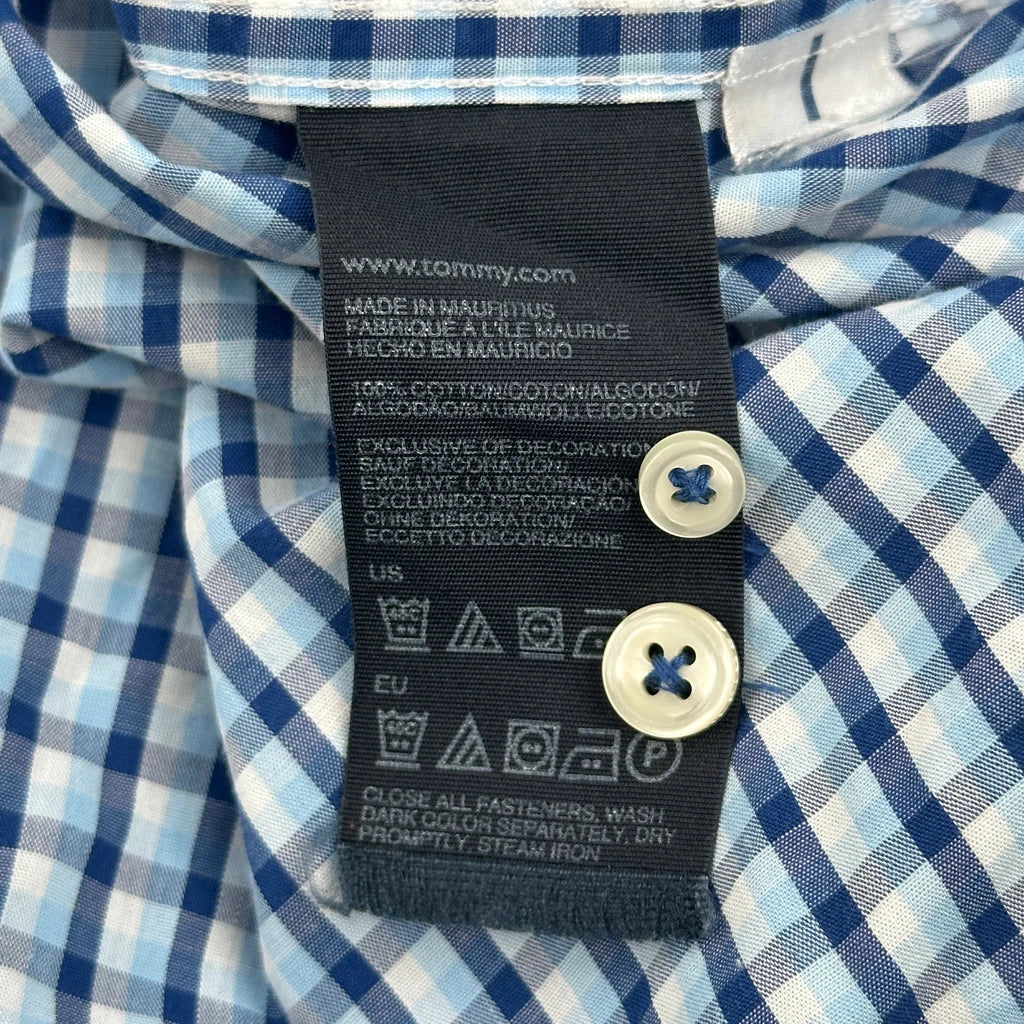 www.tommy.com
MADE IN MAURITIUS
FABRIQUÉ À L'ILE MAURICE
HECHO EN MAURICIO
100% COTTON/COTON/ALGODÓN/
ALGODÃO/BAUMWOLLE/COTONE
EXCLUSIVE OF DECORATION
SAUF DÉCORATION/
EXCLUYE LA DECORACIÓN
EXCLUINDO DECORAÇÃO/
OHNE DEKORATION/
ECCETTO DECORAZIONE
US
EU
P
CLOSE ALL FASTENERS, WASH
DARK COLOR SEPARATELY, DRY
PROMPTLY, STEAM IRON